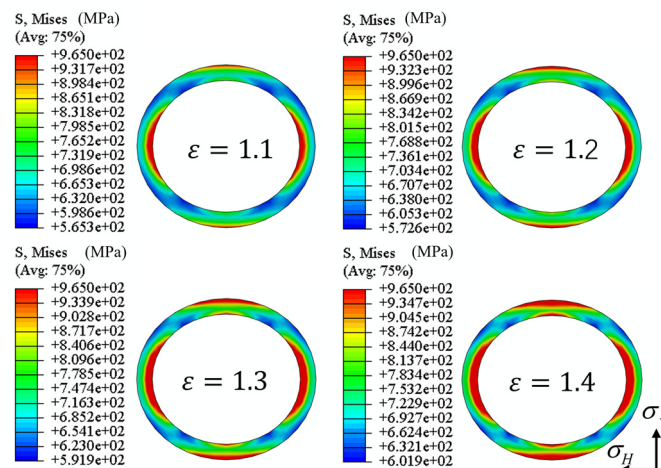 S, Mises (MPa)
(Avg: 75%)
+9.650e+02
+9.317e+02
+8.984e+02
+8.651e+02
+8.318e+02
+7.985e+02
+7.652e+02
+7.319e+02
+6.986e+02
+6.653e+02
+6.320e+02
+5.986e+02
+5.653e+02
ε = 1.1
S, Mises (MPa)
(Avg: 75%)
+9.650e+02
+9.323e+02
+8.996e+02
+8.669e+02
+8.342e+02
+8.015e+02
+7.688e+02
+7.361e+02
+7.034e+02
+6.707e+02
+6.380e+02
+6.053e+02
+5.726e+02
ε = 1.2
S, Mises (MPa)
(Avg: 75%)
+9.650e+02
+9.339e+02
+9.028e+02
+8.717e+02
+8.406e+02
+8.096e+02
+7.785e+02
+7.474e+02
+7.163e+02
+6.852e+02
+6.541e+02
+6.230e+02
+5.919e+02
ε = 1.3
S, Mises (MPa)
(Avg: 75%)
+9.650e+02
+9.347e+02
+9.045e+02
+8.742e+02
+8.440e+02
+8.137e+02
+7.834e+02
+7.532e+02
+7.229e+02
+6.927e+02
+6.624e+02
+6.321e+02
+6.019e+02
ε = 1.4
σ
σH